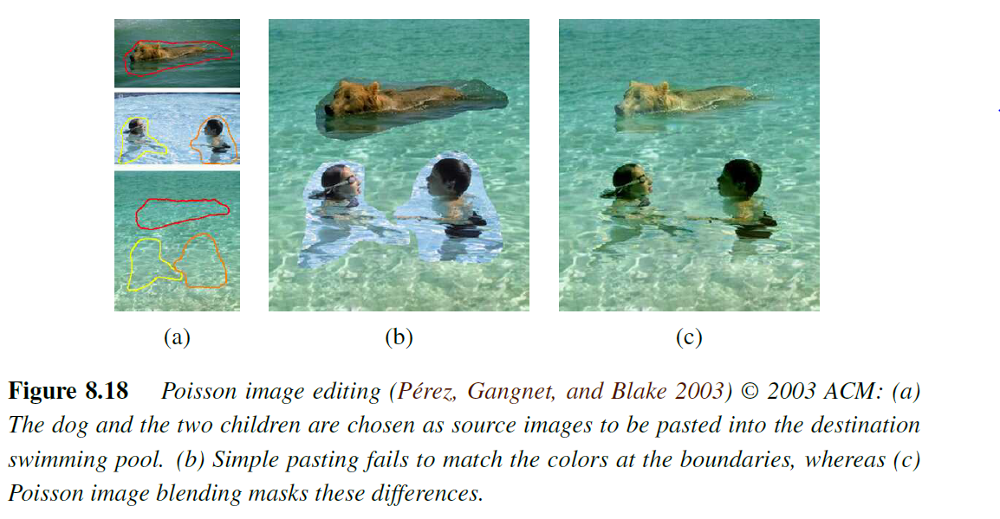 (a)
(b)
(c)
Figure 8.18 Poisson image editing (Pérez, Gangnet, and Blake 2003) © 2003 ACM: (a)
The dog and the two children are chosen as source images to be pasted into the destination
swimming pool. (b) Simple pasting fails to match the colors at the boundaries, whereas (c)
Poisson image blending masks these differences.